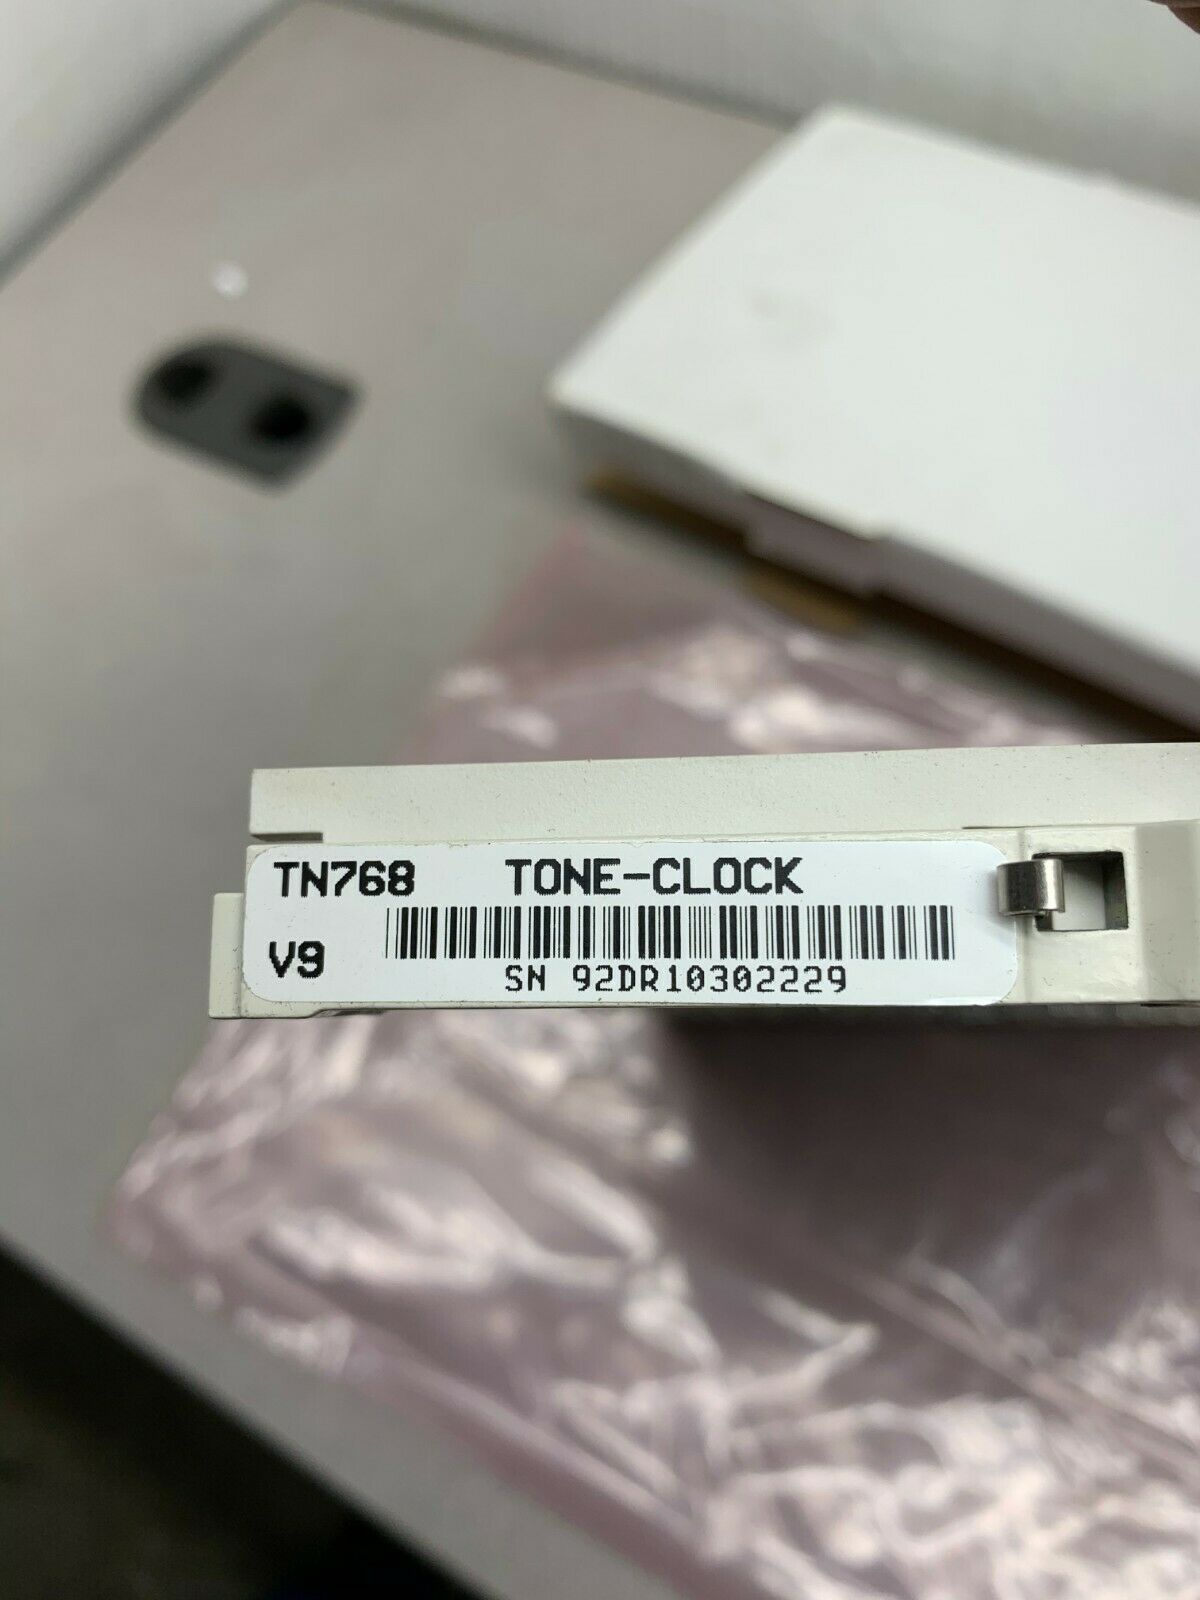 TN768 TONE-CLOCK
V9
SN 92DR10302229